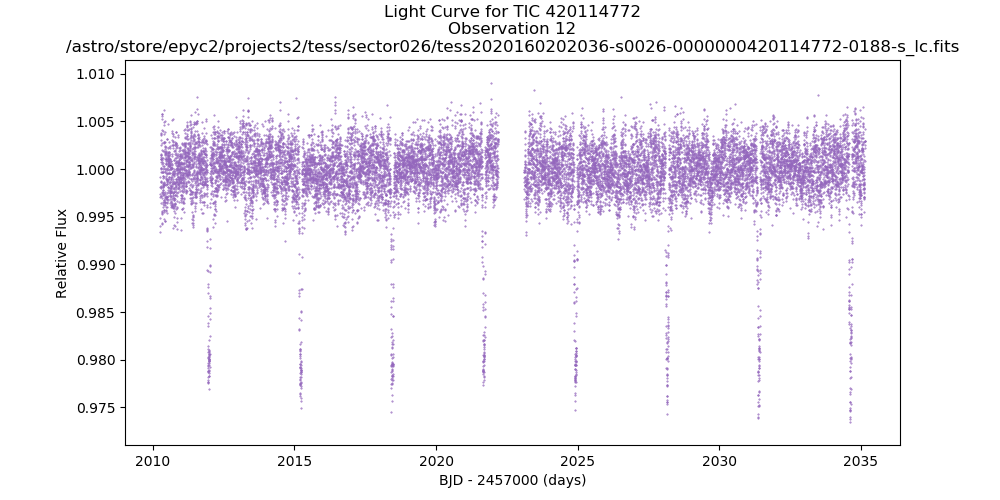 Light Curve for TIC 420114772
Observation 12
/astro/store/epyc2/projects2/tess/sector026/tess2020160202036-s0026-0000000420114772-0188-s_lc.fits
1.010
1.005
1.000
0.995
0.990
0.985
0.980
0.975
Relative Flux
2010
2015
2020
2025
2030
2035
BJD - 2457000 (days)